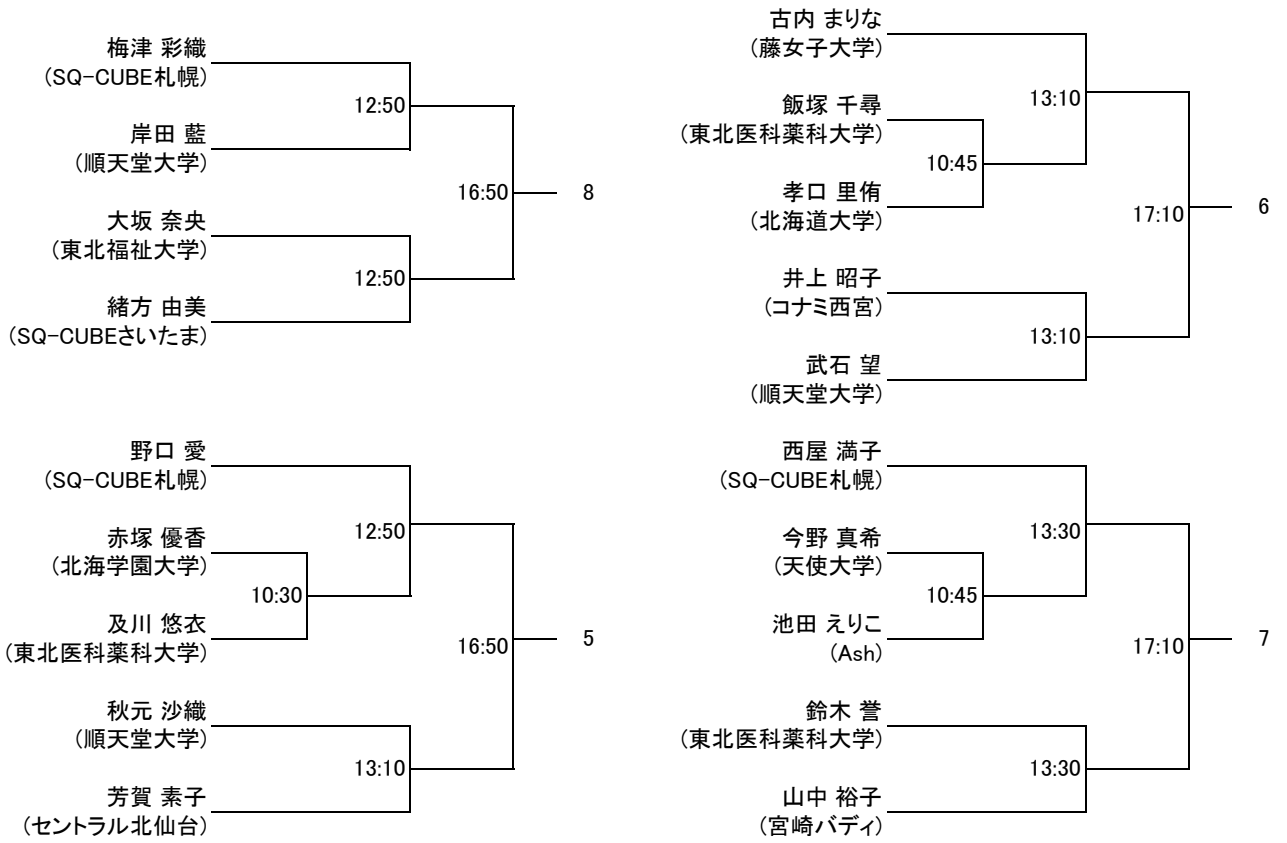 梅津 彩織
(SQ-CUBE札幌)
12:50
岸田 藍
(順天堂大学)
16:50
8
大坂 奈央
(東北福祉大学)
12:50
緒方 由美
(SQ-CUBEさいたま)
古内 まりな
(藤女子大学)
13:10
飯塚 千尋
(東北医科薬科大学)
10:45
孝口 里侑
(北海道大学)
17:10
6
井上 昭子
(コナミ西宮)
13:10
武石 望
(順天堂大学)
野口 愛
(SQ-CUBE札幌)
12:50
赤塚 優香
(北海学園大学)
10:30
及川 悠衣
(東北医科薬科大学)
16:50
5
秋元 沙織
(順天堂大学)
13:10
芳賀 素子
(セントラル北仙台)
西屋 満子
(SQ-CUBE札幌)
13:30
今野 真希
(天使大学)
10:45
池田 えりこ
(Ash)
17:10
7
鈴木 誉
(東北医科薬科大学)
13:30
山中 裕子
(宮崎バディ)